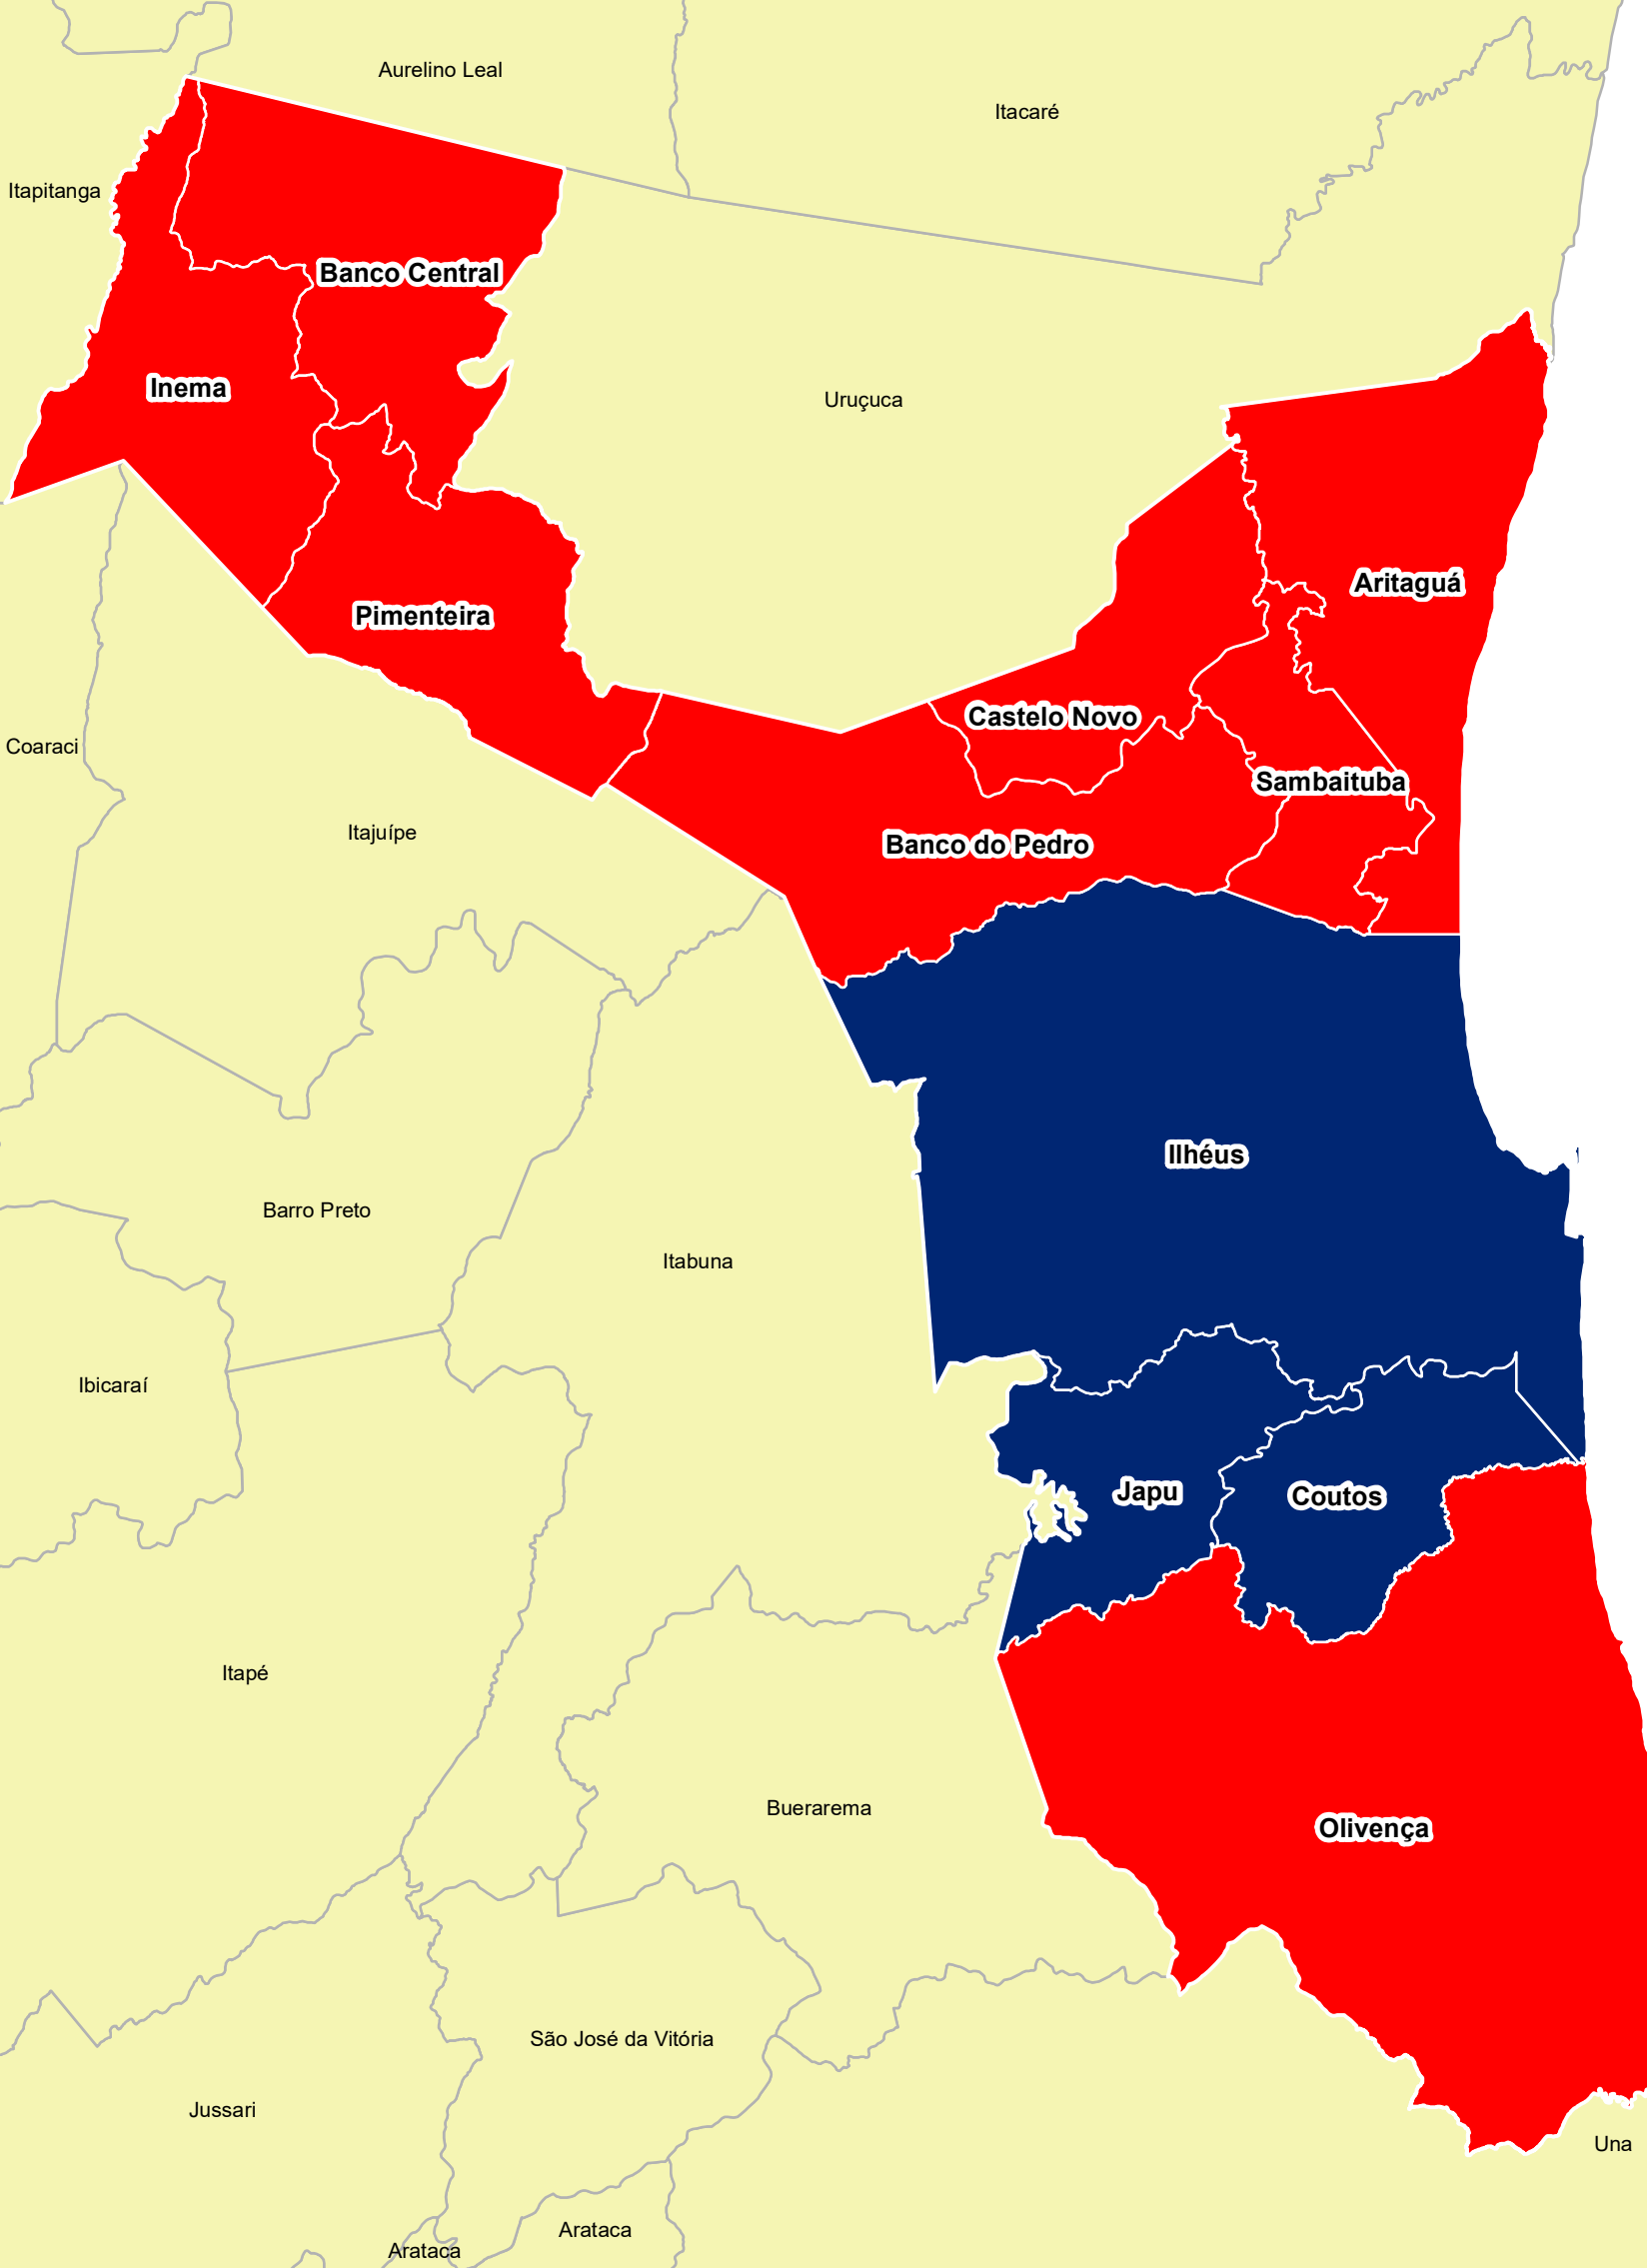 Aurelino Leal
Itacaré
Itapitanga
Banco Central
Inema
Uruçuca
Aritaguá
Pimenteira
Castelo Novo
Coaraci
Sambaituba
Itajuípe
Banco do Pedro
Ilhéus
Barro Preto
Itabuna
Ibicaraí
Japu
Coutos
Itapé
Buerarema
Olivença
São José da Vitória
Jussari
Una
Arataca
Arataca